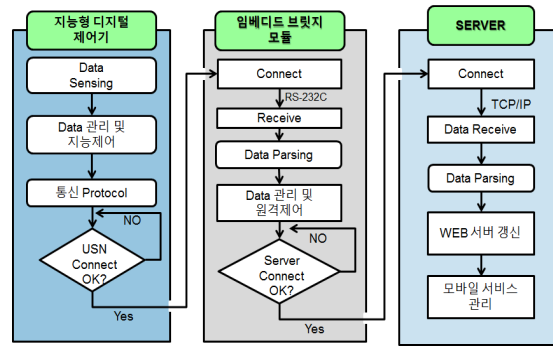 지능형 디지털
제어기
Data
Sensing
Data 관리 및
지능제어
통신 Protocol
NO
USN
Connect
OK?
Yes
임베디드 브릿지
모듈
Connect
RS-232C
Receive
Data Parsing
Data 관리 및
원격제어
NO
Server
Connect
OK?
Yes
SERVER
Connect
TCP/IP
Data Receive
Data Parsing
WEB 서버 갱신
모바일 서비스
관리